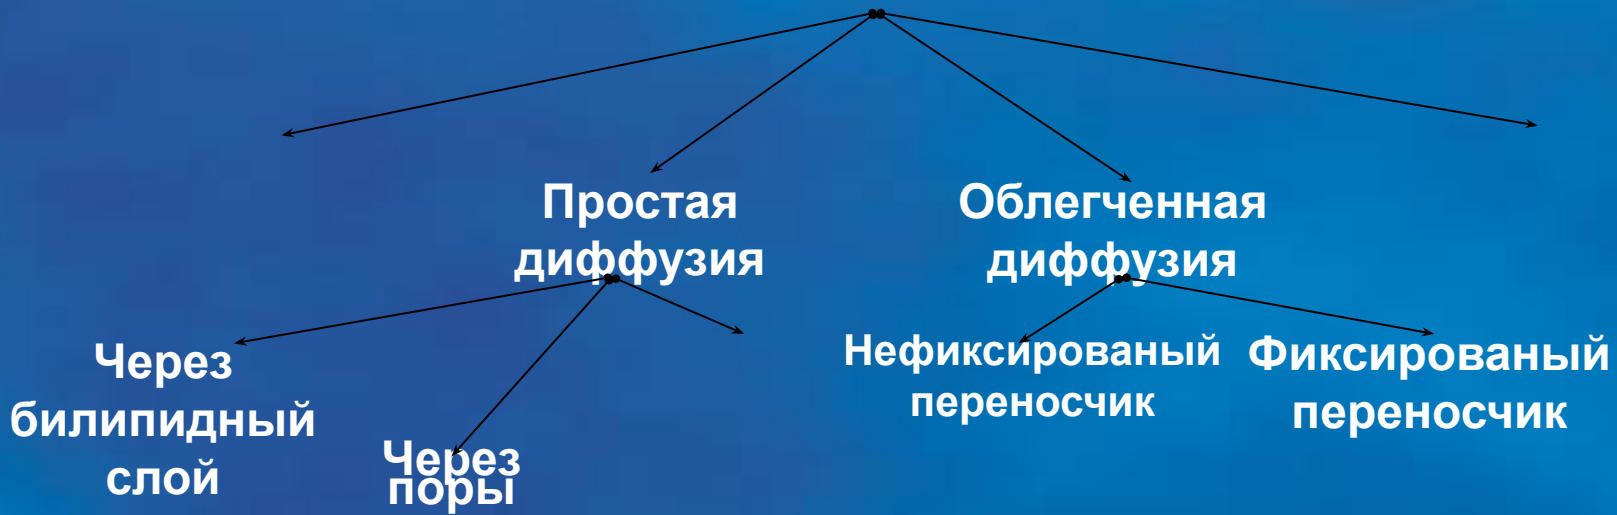 Простая
диффузия
Облегченная
диффузия
Через
билипидный
слой
Через
поры
Нефиксированый
переносчик
Фиксированый
переносчик